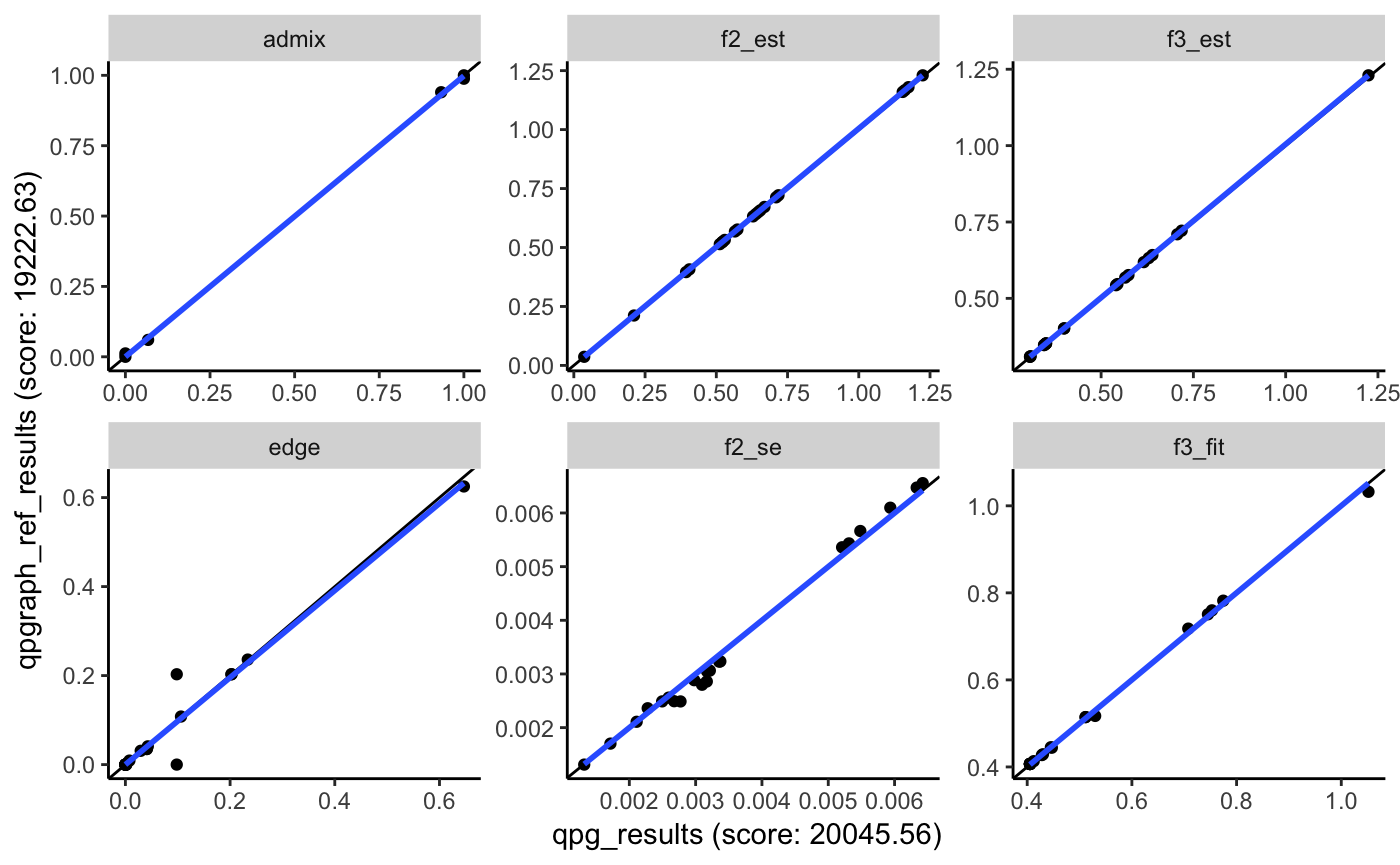 admix
f2_est
f3_est
1.00
0.75
0.50
0.25
0.00
0.00 0.25 0.50 0.75 1.00
1.25
1.00
0.75
0.50
0.25
0.00
0.00 0.25 0.50 0.75 1.00 1.25
1.25
1.00
0.75
0.50
0.50 0.75 1.00 1.25
qpgraph_ref_results (score: 19222.63)
edge
f2_se
f3_fit
0.6
0.4
0.2
0.0
0.0 0.2 0.4 0.6
0.006
0.005
0.004
0.003
0.002
0.002 0.003 0.004 0.005 0.006
1.0
0.8
0.6
0.4
0.4 0.6 0.8 1.0
qpg_results (score: 20045.56)